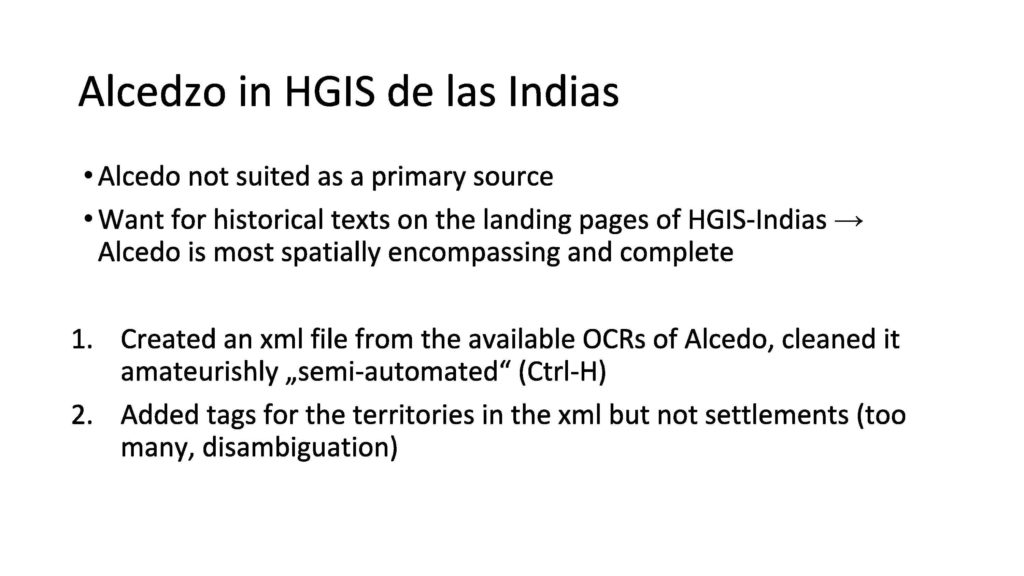 Alcedzo in HGIS de las Indias
• Alcedo not suited as a primary source
• Want for historical texts on the landing pages of HGIS-Indias →
Alcedo is most spatially encompassing and complete
1. Created an xml file from the available OCRs of Alcedo, cleaned it
amateurishly „semi-automated“ (Ctrl-H)
2. Added tags for the territories in the xml but not settlements (too
many, disambiguation)